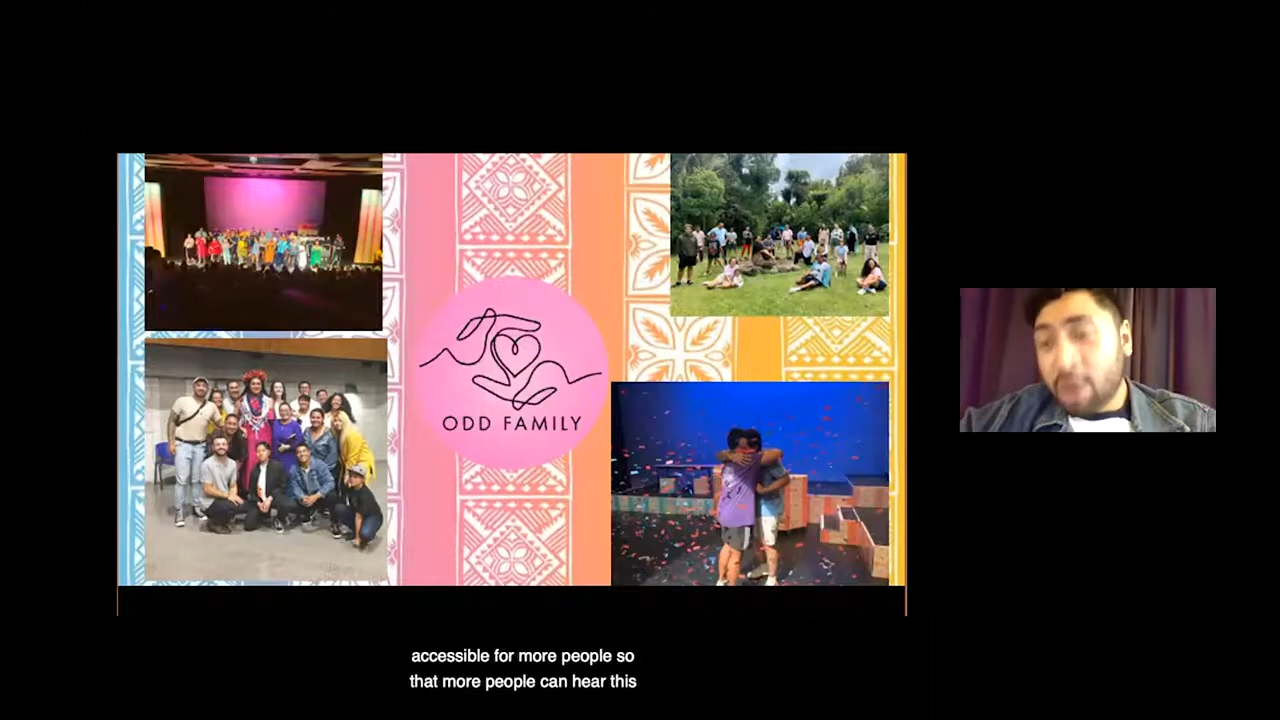 ODD FAMILY
accessible for more people so
that more people can hear this